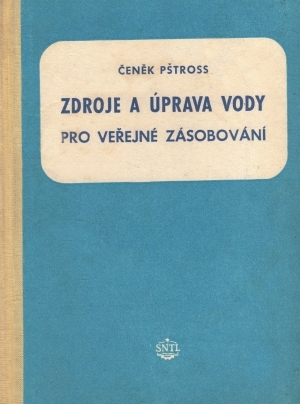 ČENĚK PŠTROSS
ZDROJE A ÚPRAVA VODY
PRO VEŘEJNÉ ZÁSOBOVÁNÍ
SNTL